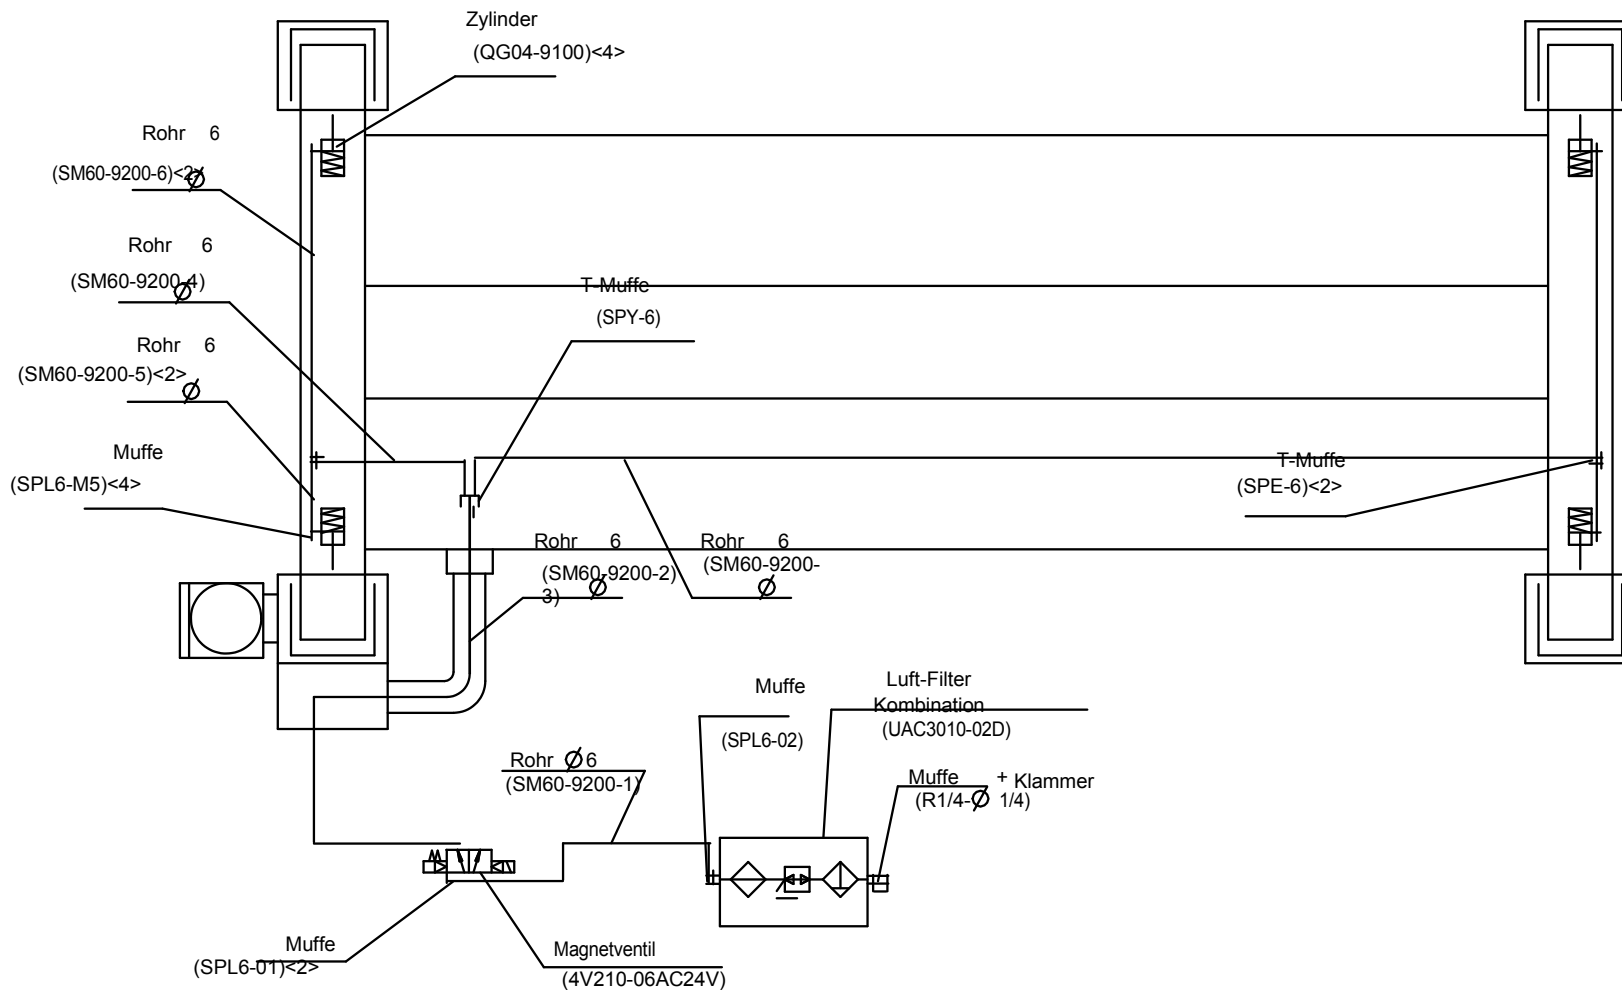 Zylinder
(QG04-9100)<4>
Rohr 6
(SM60-9200-6)<2>
Rohr 6
(SM60-9200-4)
T-Muffe
(SPY-6)
Rohr 6
(SM60-9200-5)<2>
Muffe
(SPL6-M5)<4>
T-Muffe
(SPE-6)<2>
Rohr 6
(SM60-9200-2)
Rohr 6
(SM60-9200-
3)
Muffe
(SPL6-02)
Luft-Filter
Kombination
(UAC3010-02D)
Rohr Ø 6
(SM60-9200-1)
Muffe + Klammer
(R1/4-Ø 1/4)
Muffe
(SPL6-01)<2>
Magnetventil
(4V210-06AC24V)